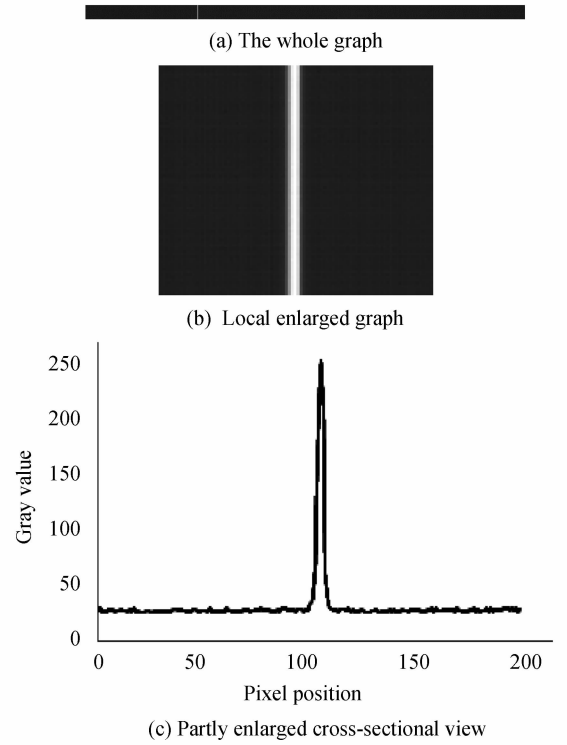 (a) The whole graph
(b) Local enlarged graph
250
200
150
100
50
0
Gray value
0 50 100 150 200
Pixel position
(c) Partly enlarged cross-sectional view